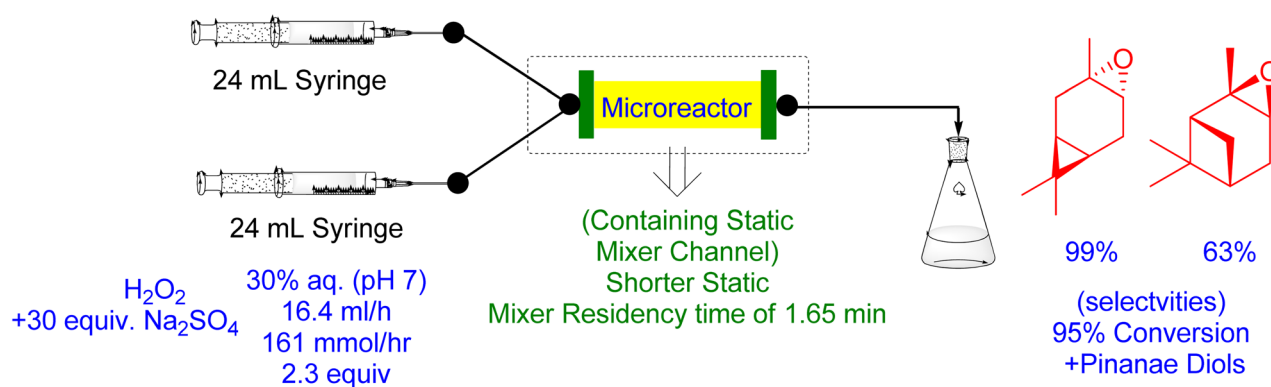 24 mL Syringe
24 mL Syringe
H2O2
+30 equiv. Na2SO4
30% aq. (pH 7)
16.4 ml/h
161 mmol/hr
2.3 equiv
Microreactor
(Containing Static
Mixer Channel)
Shorter Static
Mixer Residency time of 1.65 min
O
O
99%
63%
(selectvities)
95% Conversion
+Pinanae Diols